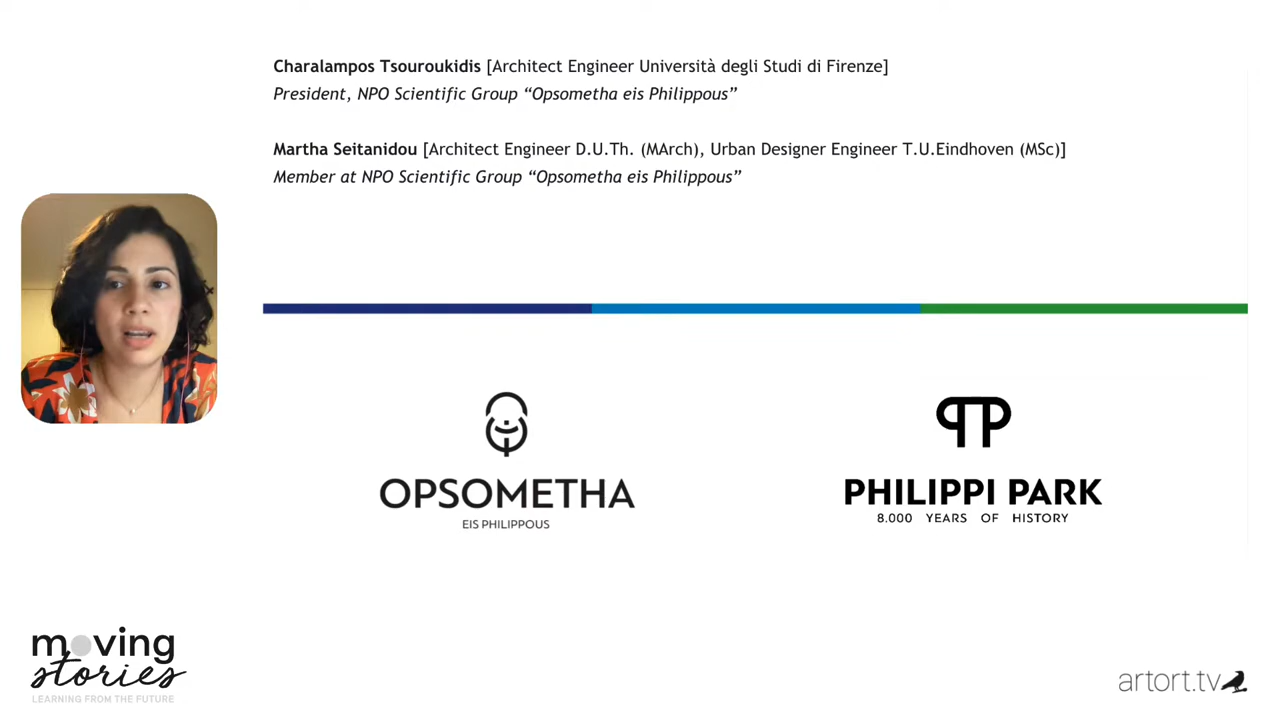 Charalampos Tsouroukidis [Architect Engineer Università degli Studi di Firenze]
President, NPO Scientific Group “Opsometha eis Philippous”
Martha Seitanidou [Architect Engineer D.U.Th. (MArch), Urban Designer Engineer T.U.Eindhoven (MSc)]
Member at NPO Scientific Group “Opsometha eis Philippous”
OPSOMETHA
EIS PHILIPPOUS
PHILIPPI PARK
8.000 YEARS OF HISTORY
moving
stories
LEARNING FROM THE FUTURE
artort.tv